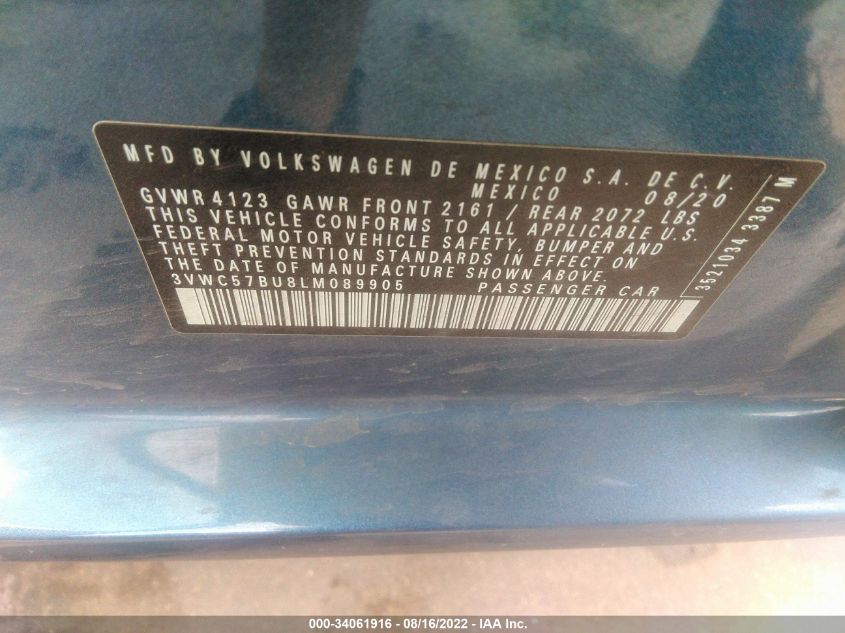 MFD BY VOLKSWAGEN DE MEXICO S.A. DE C.V.
MEXICO 08/20
GVWR 4123 GAWR FRONT 2161 / REAR 2072 LBS
THIS VEHICLE CONFORMS TO ALL APPLICABLE U.S.
FEDERAL MOTOR VEHICLE SAFETY, BUMPER AND
THEFT PREVENTION STANDARDS IN EFFECT ON
THE DATE OF MANUFACTURE SHOWN ABOVE.
3VWC57BU8LM089905 PASSENGER CAR
3521034 3387 M
000-34061916 - 08/16/2022 - IAA Inc.